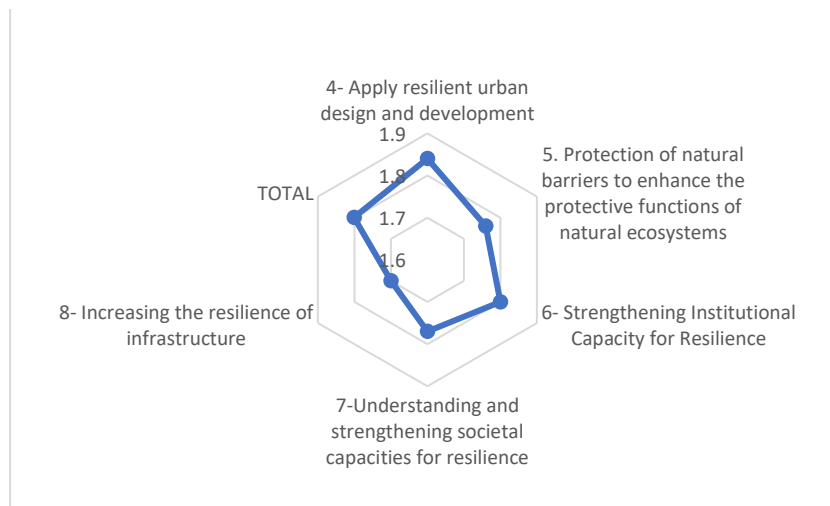 4- Apply resilient urban
design and development
1.9
1.8
1.7
1.6
5. Protection of natural
barriers to enhance the
protective functions of
natural ecosystems
TOTAL
8- Increasing the resilience of
infrastructure
6- Strengthening Institutional
Capacity for Resilience
7-Understanding and
strengthening societal
capacities for resilience